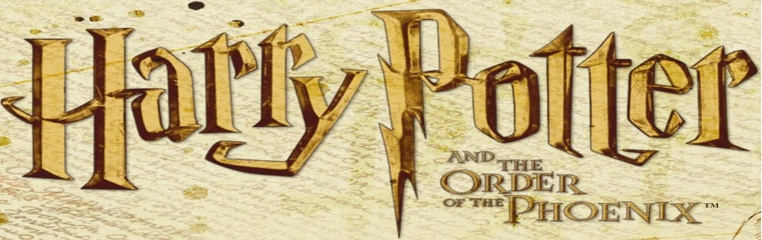 Harry Potter
AND THE
ORDER
OF THE PHOENIX™